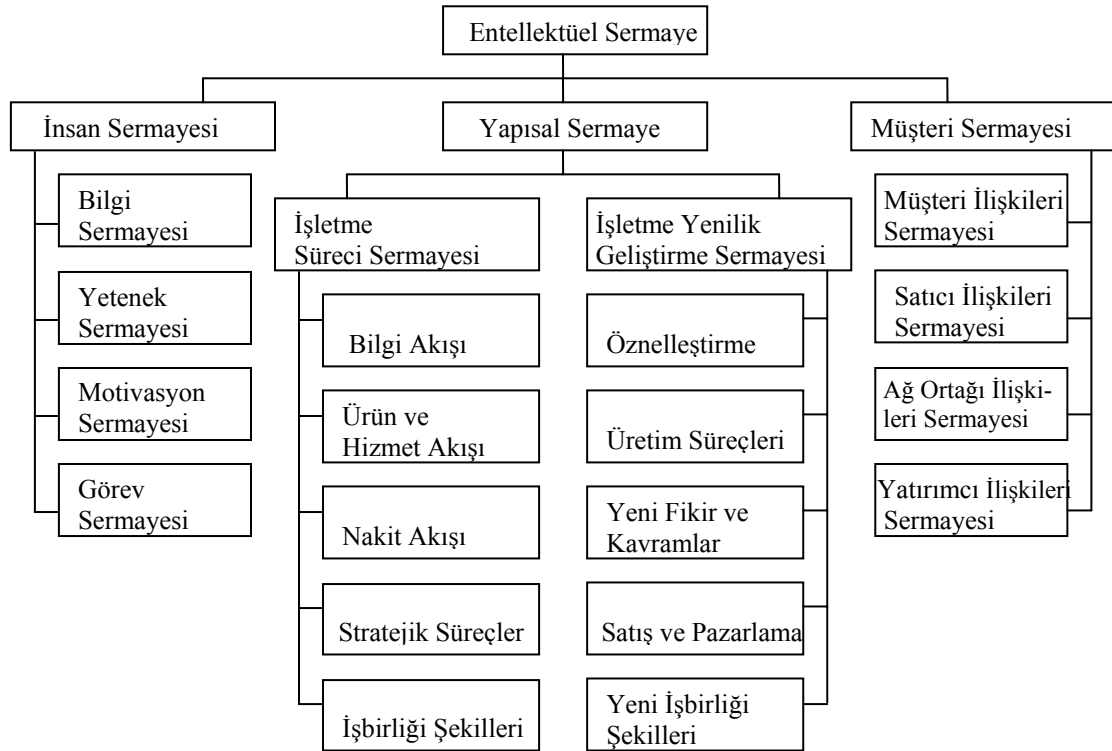 Entellektüel Sermaye
İnsan Sermayesi
Yapısal Sermaye
Müşteri Sermayesi
Bilgi
Sermayesi
Yetenek
Sermayesi
Motivasyon
Sermayesi
Görev
Sermayesi
İşletme
Süreci Sermayesi
Bilgi Akışı
Ürün ve
Hizmet Akışı
Nakit Akışı
Stratejik Süreçler
İşbirliği Şekilleri
İşletme Yenilik
Geliştirme Sermayesi
Öznelleştirme
Üretim Süreçleri
Yeni Fikir ve
Kavramlar
Satış ve Pazarlama
Yeni İşbirliği
Şekilleri
Müşteri İlişkileri
Sermayesi
Satıcı İlişkileri
Sermayesi
Ağ Ortağı İlişki-
leri Sermayesi
Yatırımcı İlişkileri
Sermayesi